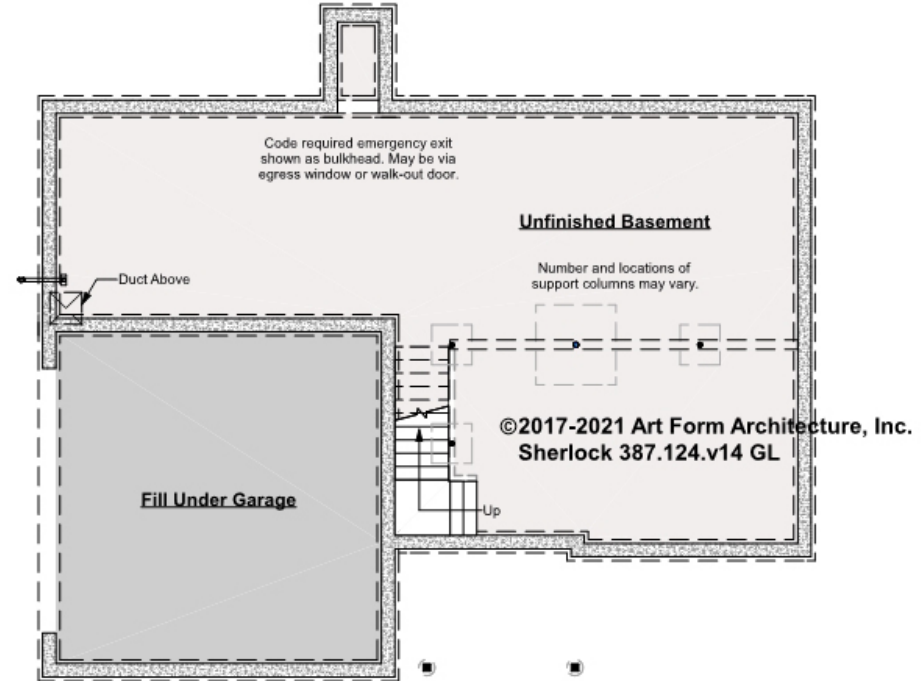 Code required emergency exit
shown as bulkhead. May be via
egress window or walk-out door.
Unfinished Basement
Number and locations of
support columns may vary.
Duct Above
©2017-2021 Art Form Architecture, Inc.
Sherlock 387.124.v14 GL
Fill Under Garage
Up